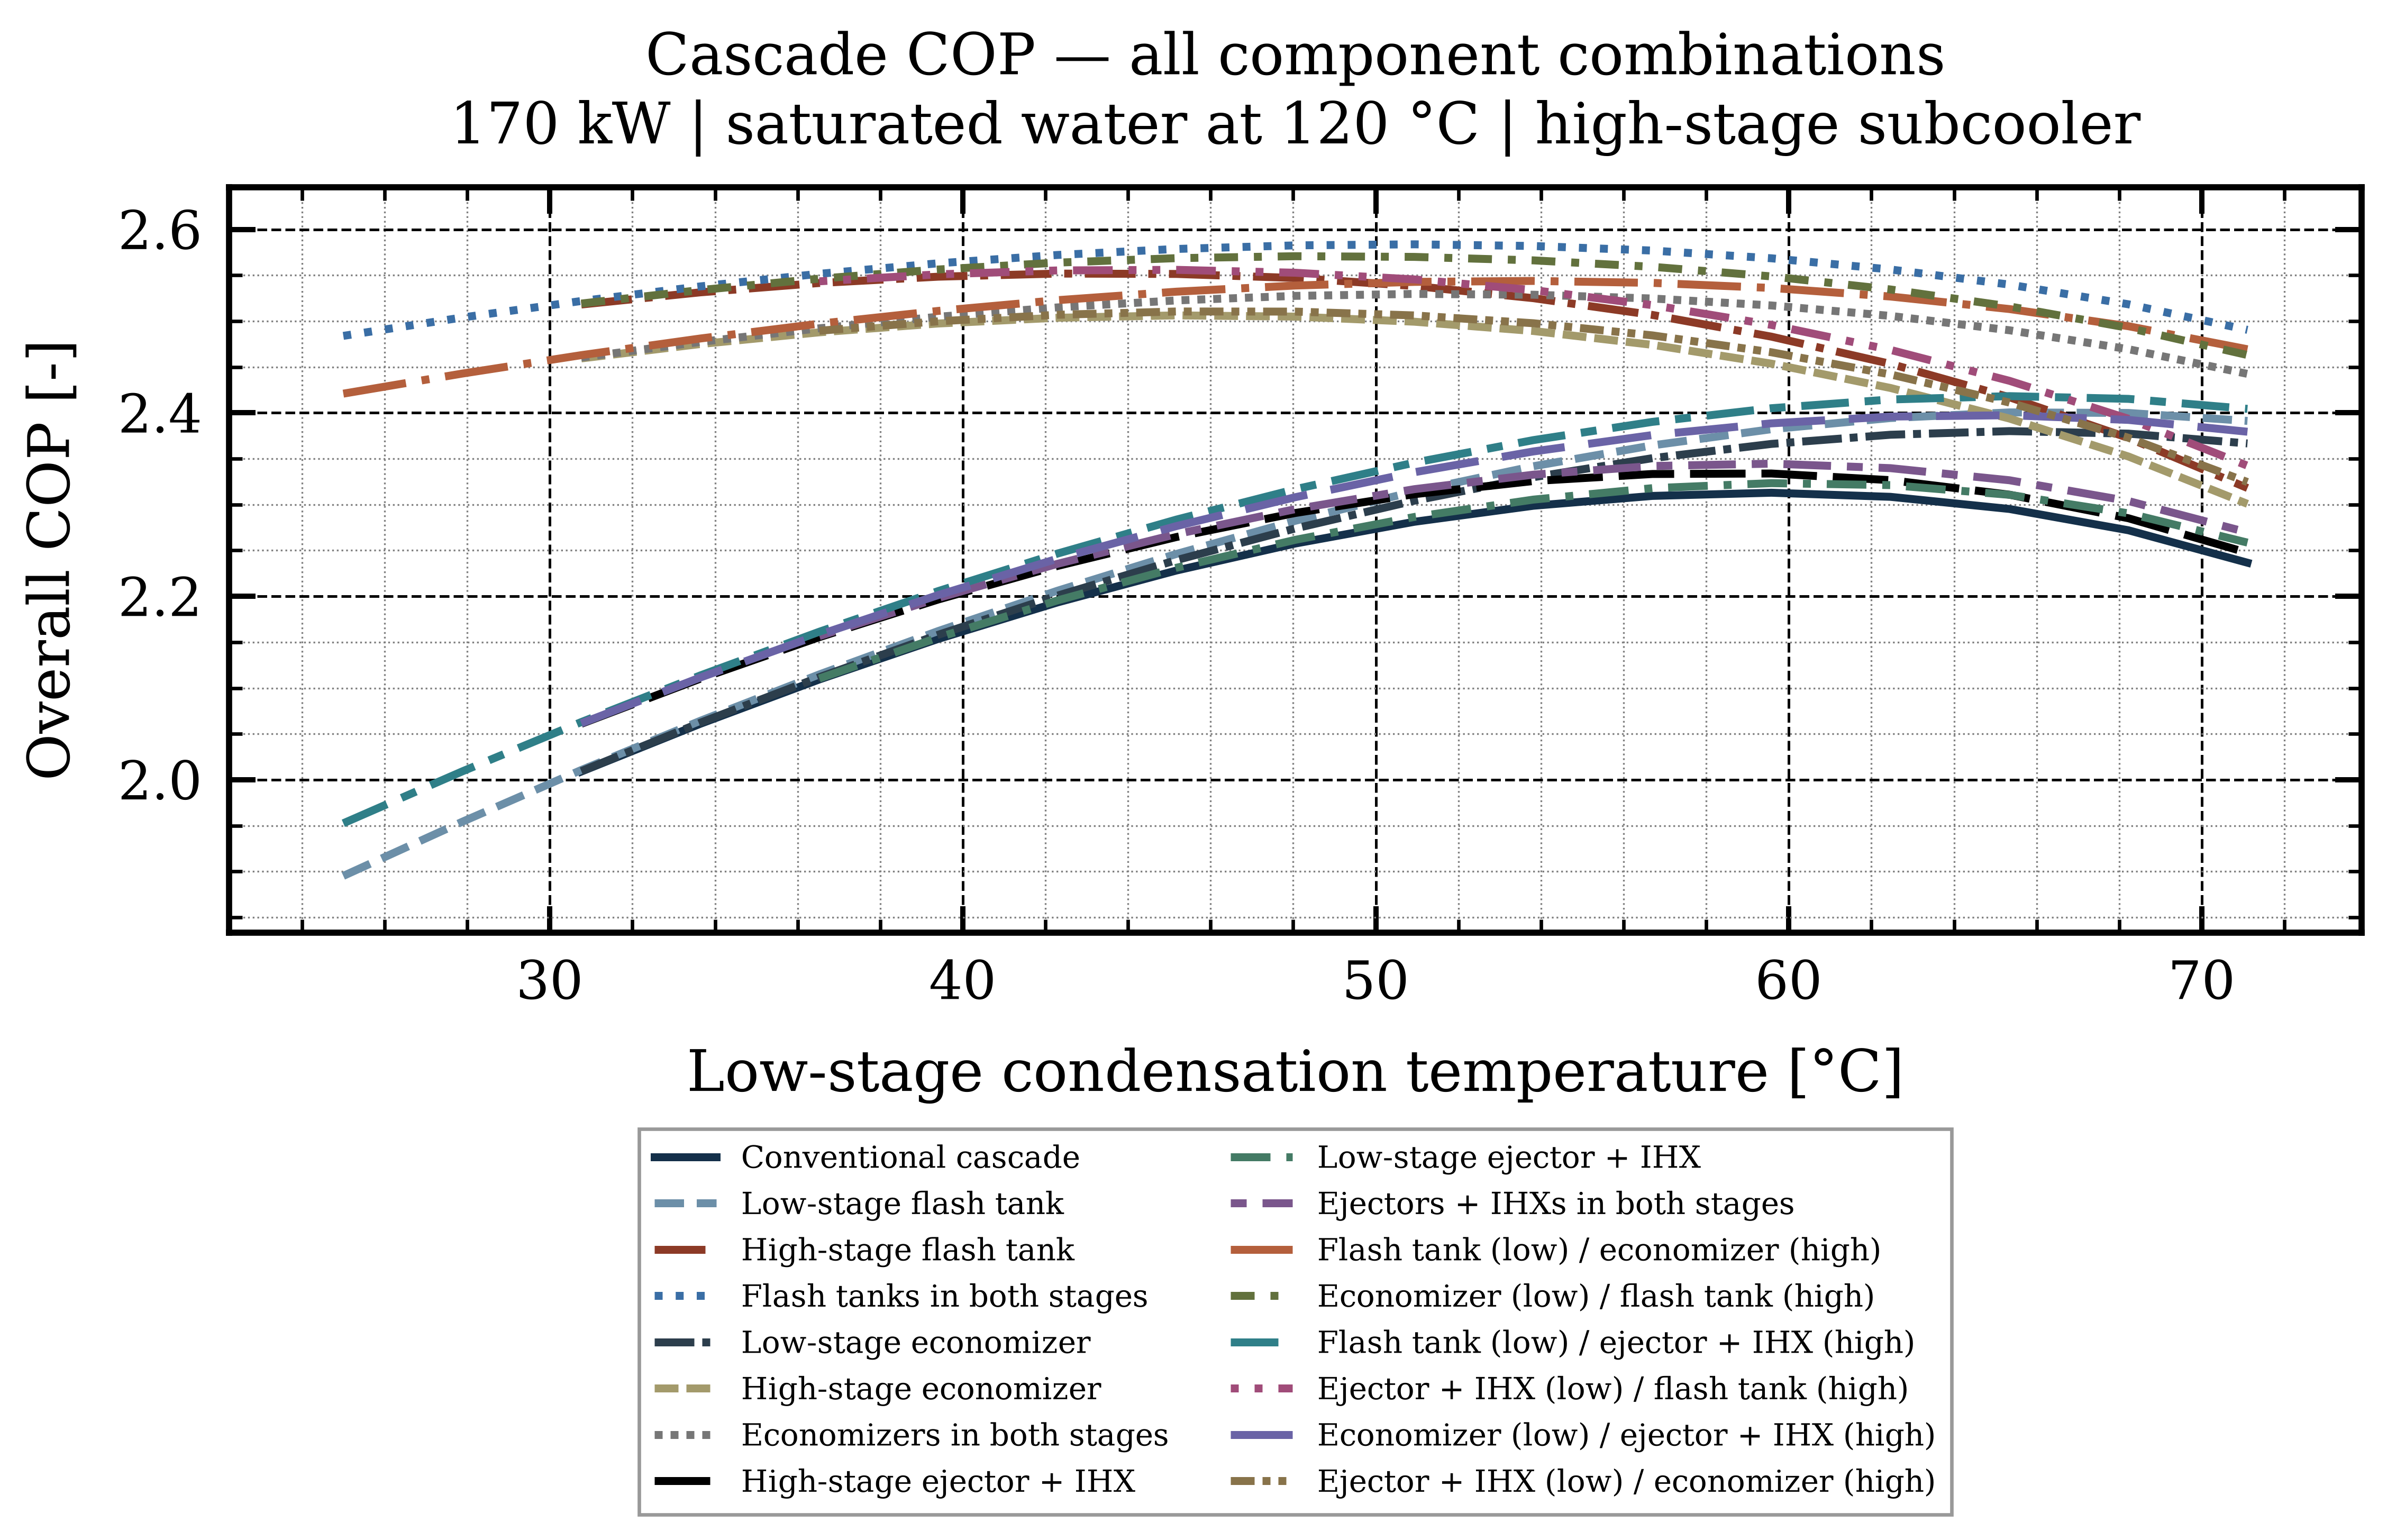 Cascade COP — all component combinations
170 kW | saturated water at 120 °C | high-stage subcooler
Overall COP [-]
2.6
2.4
2.2
2.0
30
40
50
60
70
Low-stage condensation temperature [°C]
Conventional cascade
Low-stage flash tank
High-stage flash tank
Flash tanks in both stages
Low-stage economizer
High-stage economizer
Economizers in both stages
High-stage ejector + IHX
Low-stage ejector + IHX
Ejectors + IHXs in both stages
Flash tank (low) / economizer (high)
Economizer (low) / flash tank (high)
Flash tank (low) / ejector + IHX (high)
Ejector + IHX (low) / flash tank (high)
Economizer (low) / ejector + IHX (high)
Ejector + IHX (low) / economizer (high)